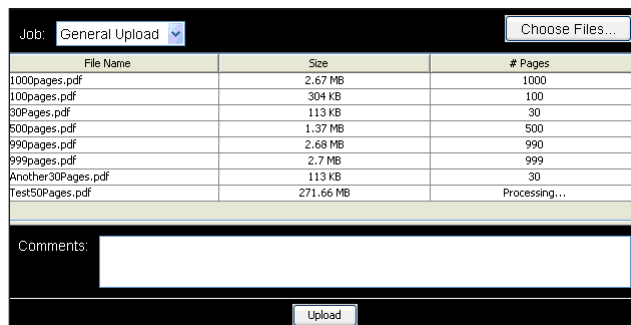 Job: General Upload Choose Files...
File Name Size # Pages
1000pages.pdf 2.67 MB 1000
100pages.pdf 304 KB 100
30Pages.pdf 113 KB 30
500pages.pdf 1.37 MB 500
990pages.pdf 2.68 MB 990
999pages.pdf 2.7 MB 999
Another30Pages.pdf 113 KB 30
Test50Pages.pdf 271.66 MB Processing...
Comments:
Upload